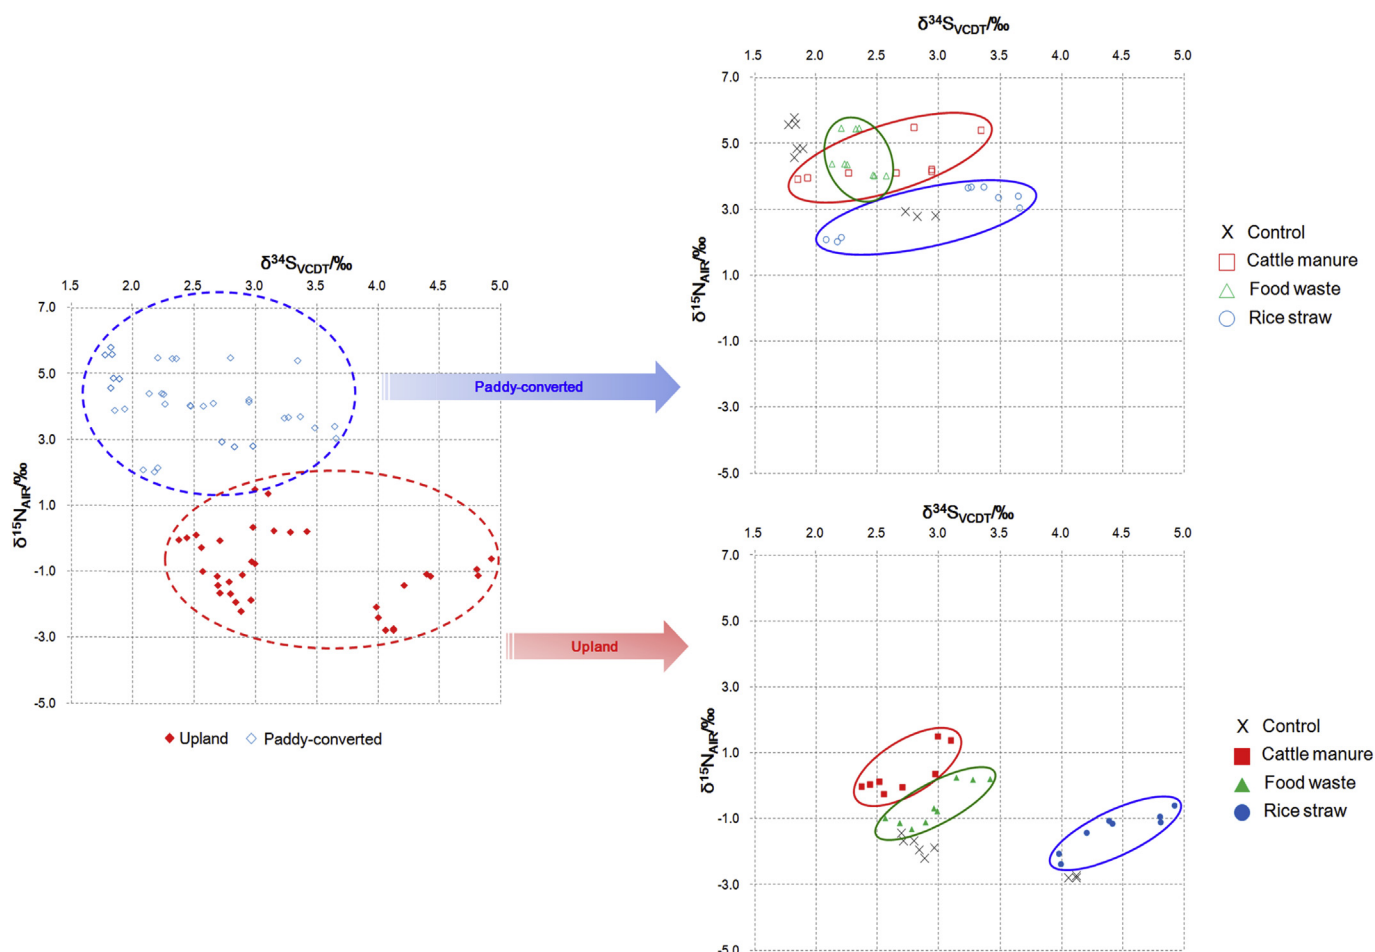 δ34SVCDT/‰
1.5 2.0 2.5 3.0 3.5 4.0 4.5 5.0
7.0
5.0
3.0
1.0
-1.0
-3.0
-5.0
δ15NAIR/‰
Upland Paddy-converted
Paddy-converted
Upland
δ34SVCDT/‰
1.5 2.0 2.5 3.0 3.5 4.0 4.5 5.0
7.0
5.0
3.0
1.0
-1.0
-3.0
-5.0
δ15NAIR/‰
Control
Cattle manure
Food waste
Rice straw
δ34SVCDT/‰
1.5 2.0 2.5 3.0 3.5 4.0 4.5 5.0
7.0
5.0
3.0
1.0
-1.0
-3.0
-5.0
δ15NAIR/‰
Control
Cattle manure
Food waste
Rice straw